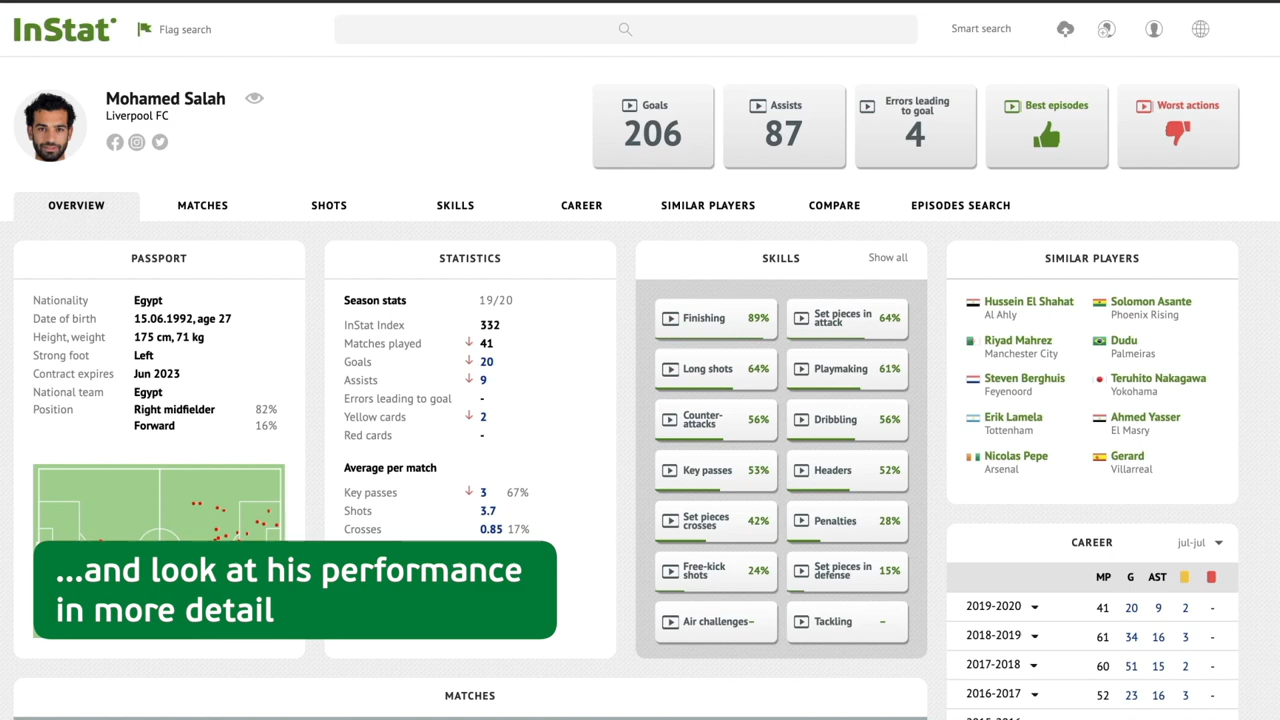 InStat
Flag search
Smart search
Mohamed Salah
Liverpool FC
Goals
206
Assists
87
Errors leading
to goal
4
Best episodes
Worst actions
OVERVIEW
MATCHES
SHOTS
SKILLS
CAREER
SIMILAR PLAYERS
COMPARE
EPISODES SEARCH
PASSPORT
Nationality Egypt
Date of birth 15.06.1992, age 27
Height, weight 175 cm, 71 kg
Strong foot Left
Contract expires Jun 2023
National team Egypt
Position Right midfielder 82%
Forward 16%
STATISTICS
Season stats 19/20
InStat Index 332
Matches played ↓ 41
Goals ↓ 20
Assists ↓ 9
Errors leading to goal -
Yellow cards ↓ 2
Red cards -
Average per match
Key passes ↓ 3 67%
Shots 3.7
Crosses 0.85 17%
...and look at his performance
in more detail
SKILLS Show all
Finishing 89%
Set pieces in
attack 64%
Long shots 64%
Playmaking 61%
Counter-
attacks 56%
Dribbling 56%
Key passes 53%
Headers 52%
Set pieces
crosses 42%
Penalties 28%
Free-kick
shots 24%
Set pieces in
defense 15%
Air challenges –
Tackling –
SIMILAR PLAYERS
Hussein El Shahat
Al Ahly
Solomon Asante
Phoenix Rising
Riyad Mahrez
Manchester City
Dudu
Palmeiras
Steven Berghuis
Feyenoord
Teruhito Nakagawa
Yokohama
Erik Lamela
Tottenham
Ahmed Yasser
El Masry
Nicolas Pepe
Arsenal
Gerard
Villarreal
CAREER jul-jul
MP G AST
2019-2020 41 20 9 2 -
2018-2019 61 34 16 3 -
2017-2018 60 51 15 2 -
2016-2017 52 23 16 3 -
MATCHES